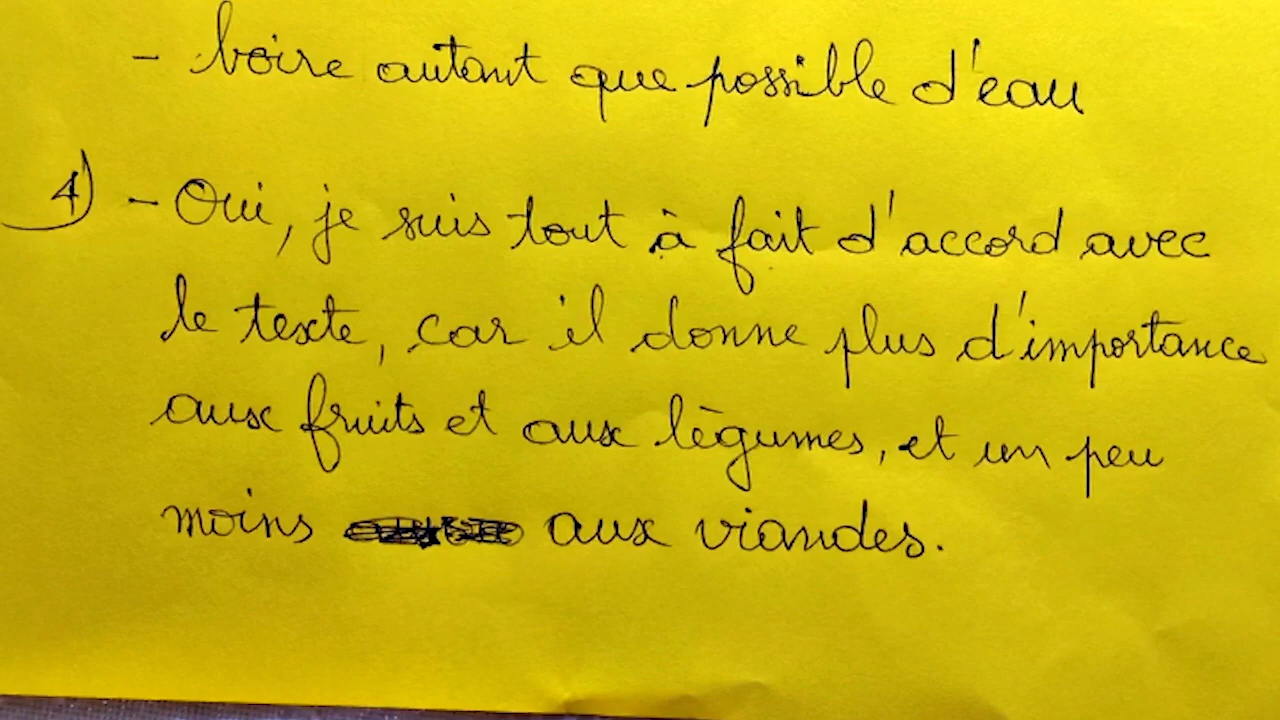 - boire autant que possible d'eau
4) - Oui, je suis tout à fait d'accord avec
le texte, car il donne plus d'importance
aux fruits et aux lègumes, et un peu
moins aux viandes.